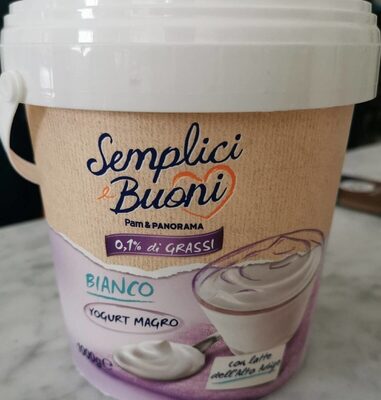 Semplici
e Buoni
Pam & PANORAMA
0,1% di GRASSI
BIANCO
YOGURT MAGRO
1000g e
con latte
dell'Alto Adige